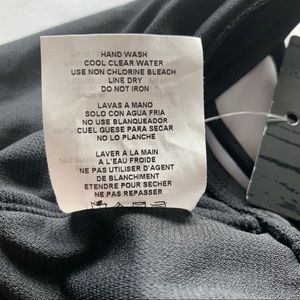 HAND WASH
COOL CLEAR WATER
USE NON CHLORINE BLEACH
LINE DRY
DO NOT IRON
LAVAS A MANO
SOLO CON AGUA FRIA
NO USE BLANQUEADOR
CUEL GUESE PARA SECAR
NO LO PLANCHE
LAVER A LA MAIN
A L'EAU FROIDE
NE PAS UTILISER D'AGENT
DE BLANCHIMENT
ETENDRE POUR SECHER
NE PAS REPASSER